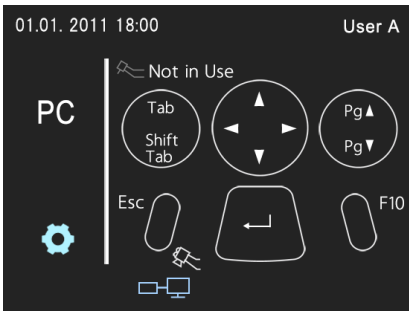 01.01. 2011 18:00 User A
Not in Use
PC
Tab
Shift
Tab
Pg▲
Pg▼
Esc
F10